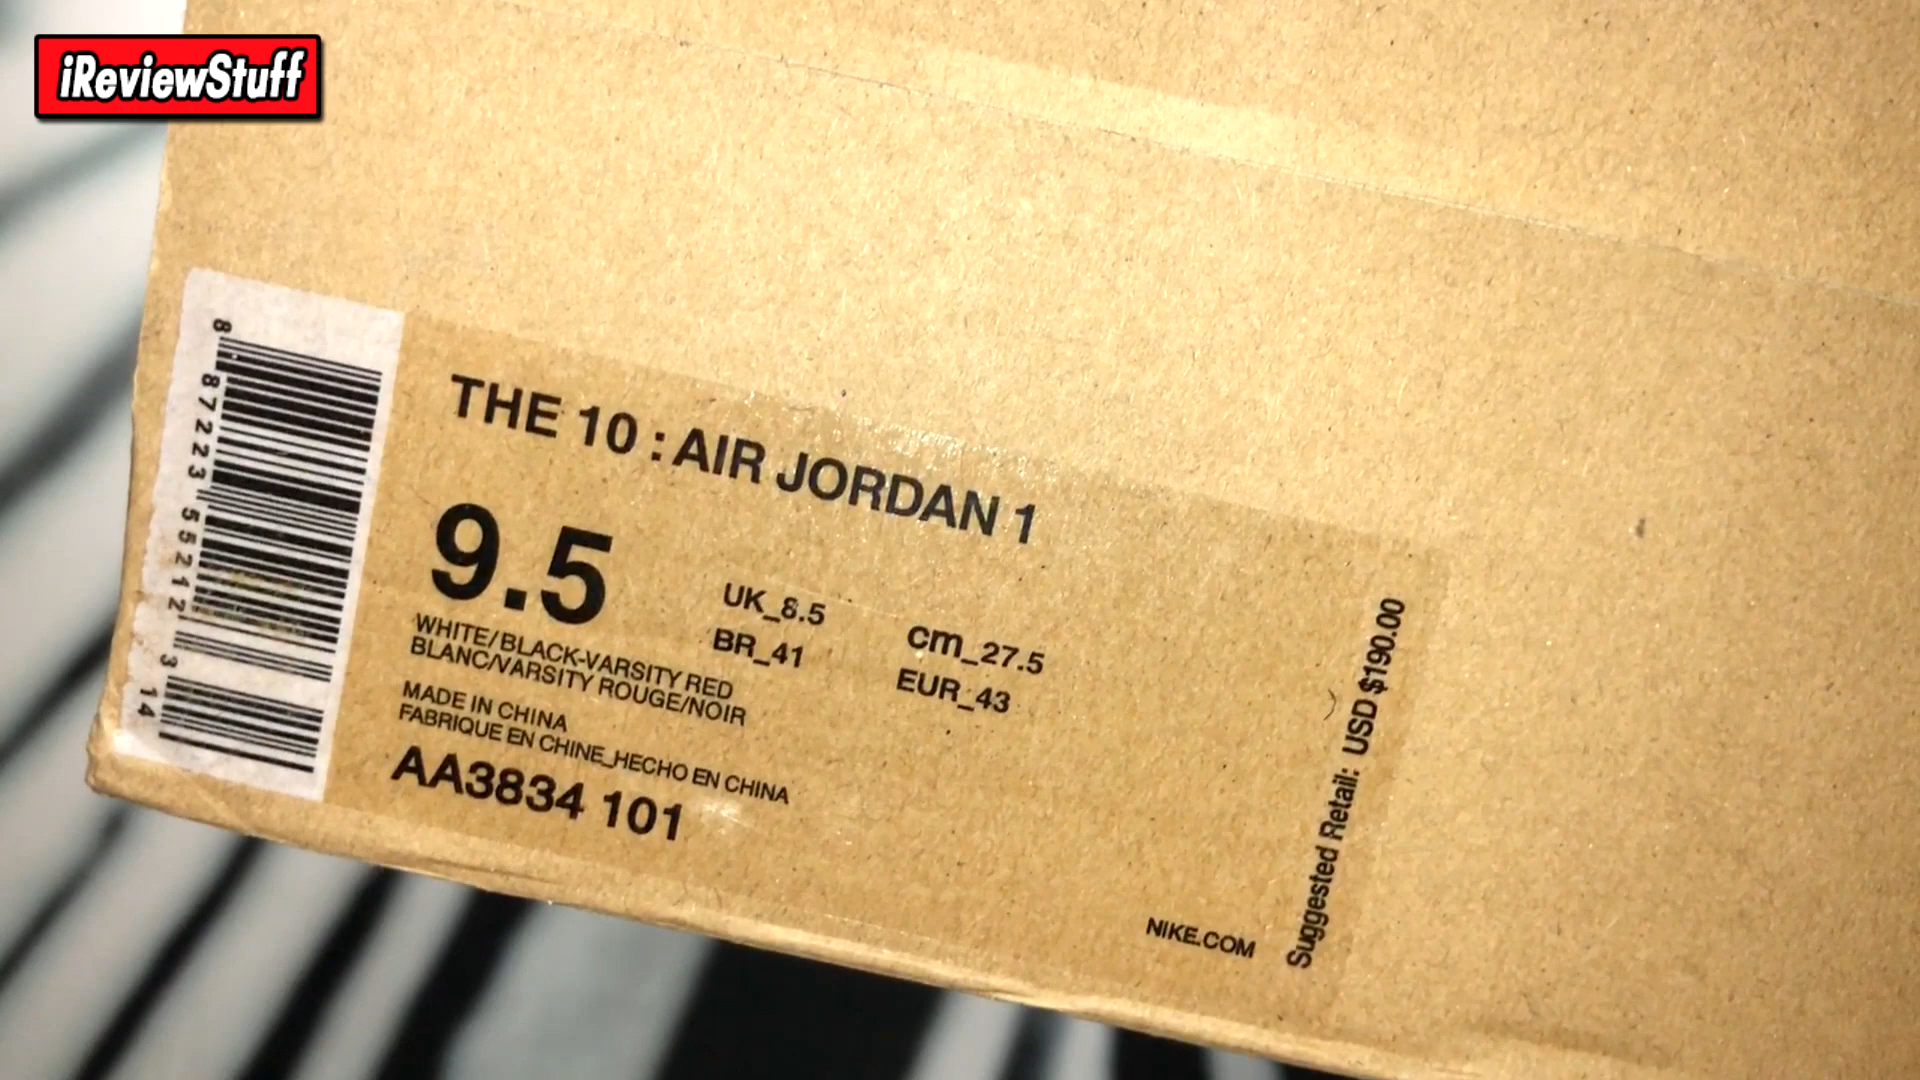 iReviewStuff
8 87223 55212 3 14
THE 10 : AIR JORDAN 1
9.5
UK_8.5
cm_27.5
BR_41
EUR_43
WHITE/BLACK-VARSITY RED
BLANC/VARSITY ROUGE/NOIR
MADE IN CHINA
FABRIQUE EN CHINE_HECHO EN CHINA
AA3834 101
NIKE.COM
Suggested Retail: USD $190.00